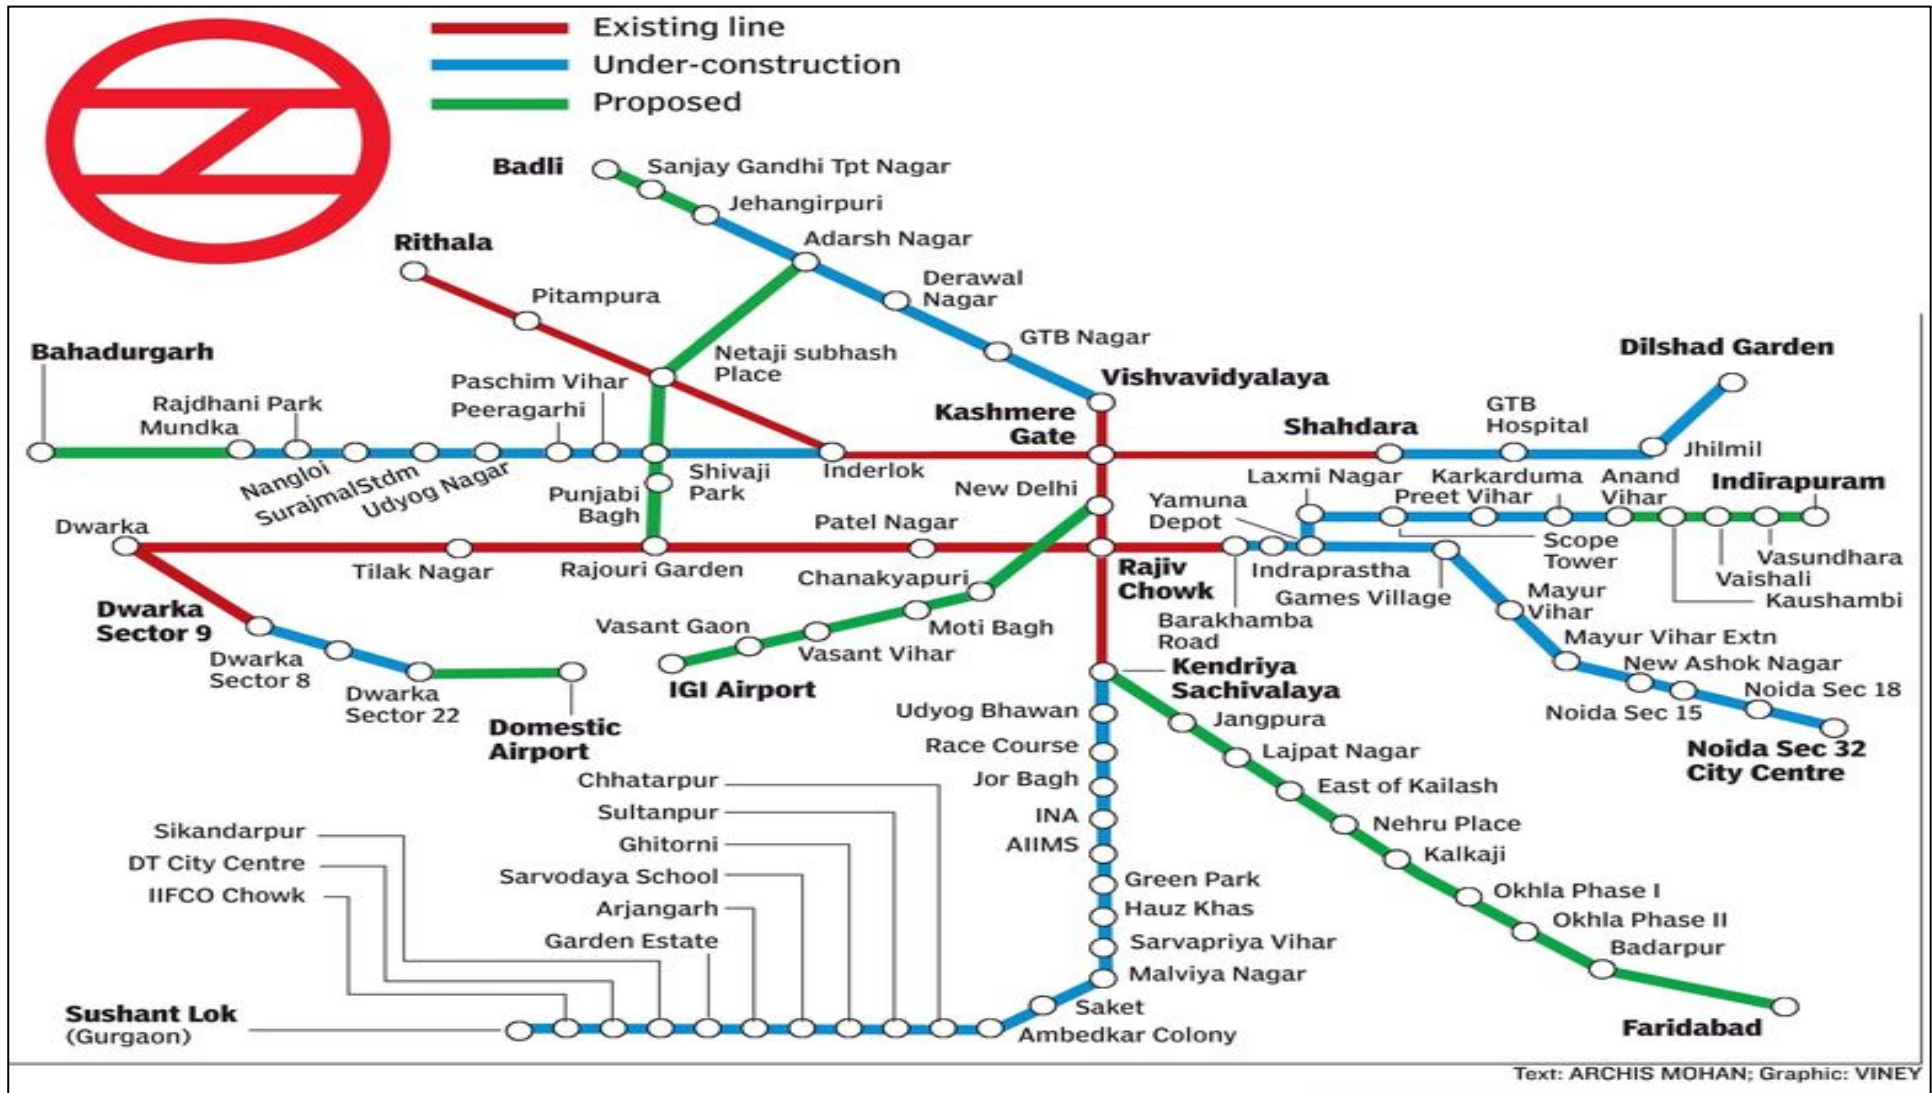 Existing line
Under-construction
Proposed
Badli
Sanjay Gandhi Tpt Nagar
Jehangirpuri
Adarsh Nagar
Rithala
Derawal
Nagar
Pitampura
GTB Nagar
Bahadurgarh
Netaji subhash
Place
Dilshad Garden
Paschim Vihar
Peeragarhi
Vishvavidyalaya
Rajdhani Park
Mundka
Kashmere
Gate
Shahdara
GTB
Hospital
Jhilmil
Nangloi
SurajmalStdm
Udyog Nagar
Shivaji
Park
Inderlok
Punjabi
Bagh
New Delhi
Laxmi Nagar
Karkarduma
Preet Vihar
Anand
Vihar
Indirapuram
Yamuna
Depot
Dwarka
Patel Nagar
Scope
Tower
Vasundhara
Vaishali
Kaushambi
Tilak Nagar
Rajouri Garden
Chanakyapuri
Rajiv
Chowk
Indraprastha
Games Village
Barakhamba
Road
Mayur
Vihar
Dwarka
Sector 9
Vasant Gaon
Moti Bagh
Vasant Vihar
Mayur Vihar Extn
New Ashok Nagar
Noida Sec 18
Noida Sec 15
Noida Sec 32
City Centre
Dwarka
Sector 8
Dwarka
Sector 22
IGI Airport
Kendriya
Sachivalaya
Domestic
Airport
Udyog Bhawan
Jangpura
Race Course
Lajpat Nagar
Jor Bagh
East of Kailash
INA
Nehru Place
AIIMS
Kalkaji
Green Park
Okhla Phase I
Hauz Khas
Okhla Phase II
Sarvapriya Vihar
Badarpur
Malviya Nagar
Saket
Ambedkar Colony
Faridabad
Chhatarpur
Sultanpur
Sikandarpur
Ghitorni
DT City Centre
Sarvodaya School
IIFCO Chowk
Arjangarh
Garden Estate
Sushant Lok
(Gurgaon)
Text: ARCHIS MOHAN; Graphic: VINEY